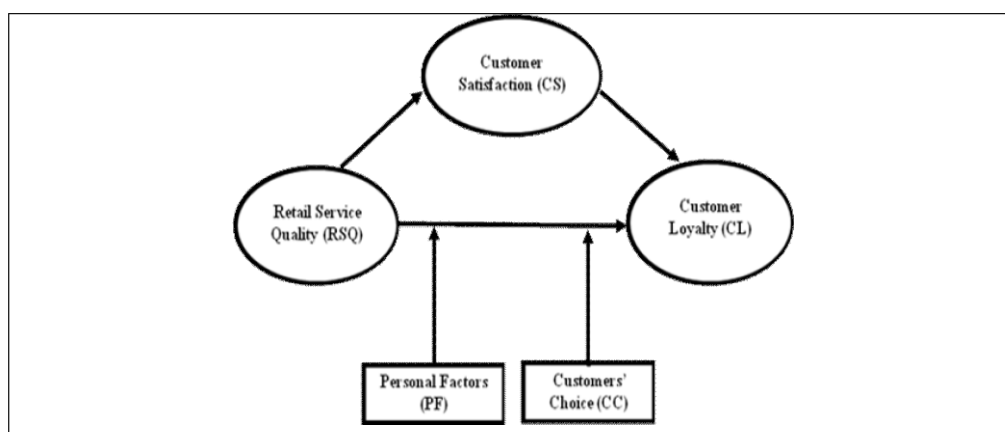 Customer
Satisfaction (CS)
Retail Service
Quality (RSQ)
Customer
Loyalty (CL)
Personal Factors
(PF)
Customers'
Choice (CC)